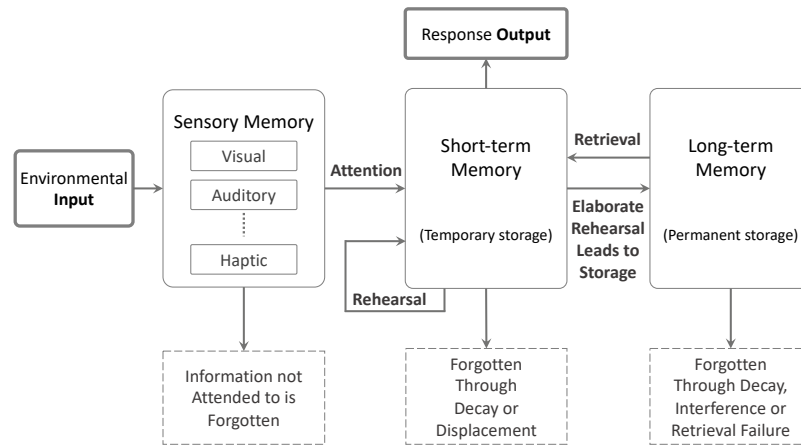 Response Output
Environmental
Input
Sensory Memory
Visual
Auditory
Haptic
Attention
Short-term
Memory
(Temporary storage)
Rehearsal
Retrieval
Elaborate
Rehearsal
Leads to
Storage
Long-term
Memory
(Permanent storage)
Information not
Attended to is
Forgotten
Forgotten
Through
Decay or
Displacement
Forgotten
Through Decay,
Interference or
Retrieval Failure